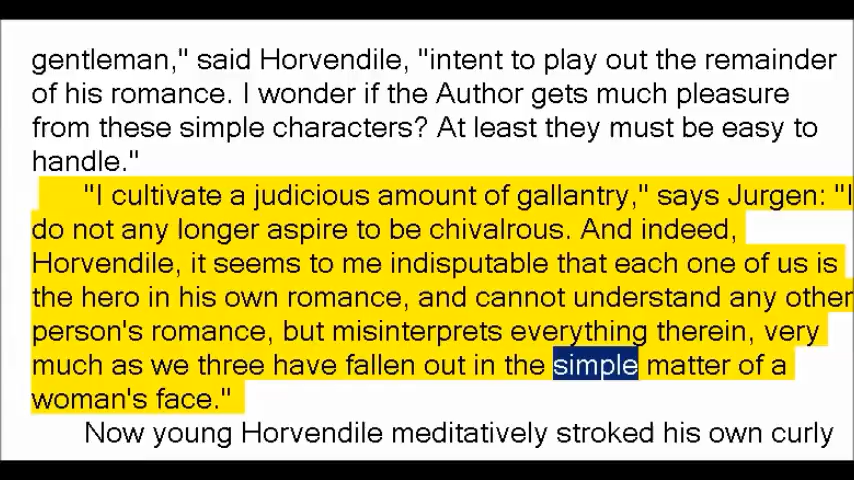 gentleman," said Horvendile, "intent to play out the remainder
of his romance. I wonder if the Author gets much pleasure
from these simple characters? At least they must be easy to
handle."
"I cultivate a judicious amount of gallantry," says Jurgen: "I
do not any longer aspire to be chivalrous. And indeed,
Horvendile, it seems to me indisputable that each one of us is
the hero in his own romance, and cannot understand any other
person's romance, but misinterprets everything therein, very
much as we three have fallen out in the simple matter of a
woman's face."
Now young Horvendile meditatively stroked his own curly